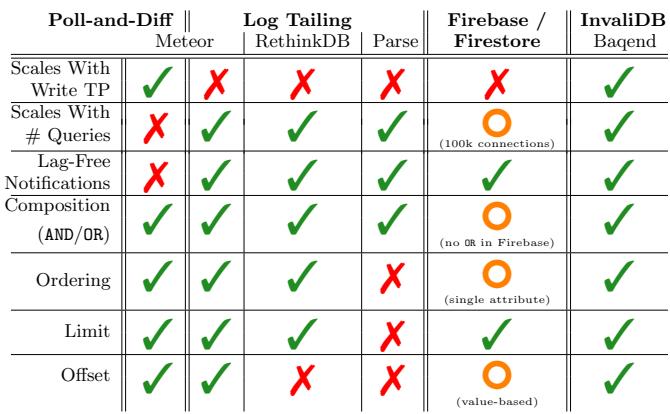 Poll-and-Diff Log Tailing Firebase / InvaliDB
Meteor RethinkDB Parse Firestore Baqend
Scales With
Write TP ✓ ✗ ✗ ✗ ✗ ✓
Scales With
# Queries ✗ ✓ ✓ ✓ (100k connections) ✓
Lag-Free
Notifications ✗ ✓ ✓ ✓ ✓ ✓
Composition
(AND/OR) ✓ ✓ ✓ ✓ (no OR in Firebase) ✓
Ordering ✓ ✓ ✓ ✗ (single attribute) ✓
Limit ✓ ✓ ✓ ✗ ✓ ✓
Offset ✓ ✓ ✗ ✗ (value-based) ✓